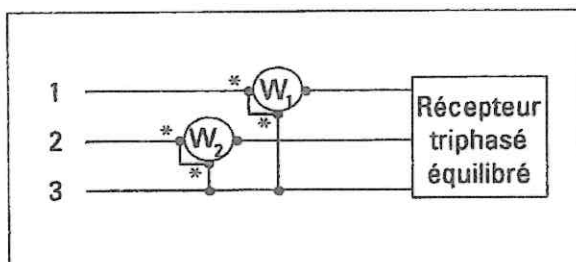 * W1
1
* Récepteur
* W2 triphasé
2
* équilibré
3